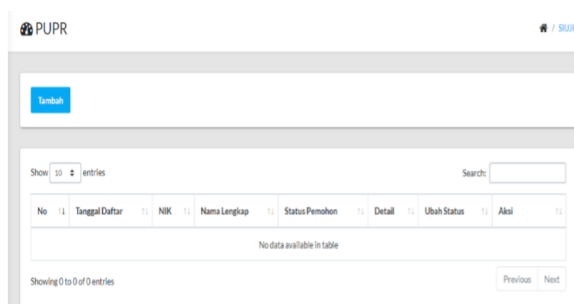 PUPR
/ SIUJK
Tambah
Show 10 entries
Search:
No Tanggal Daftar NIK Nama Lengkap Status Pemohon Detail Ubah Status Aksi
No data available in table
Showing 0 to 0 of 0 entries
Previous Next